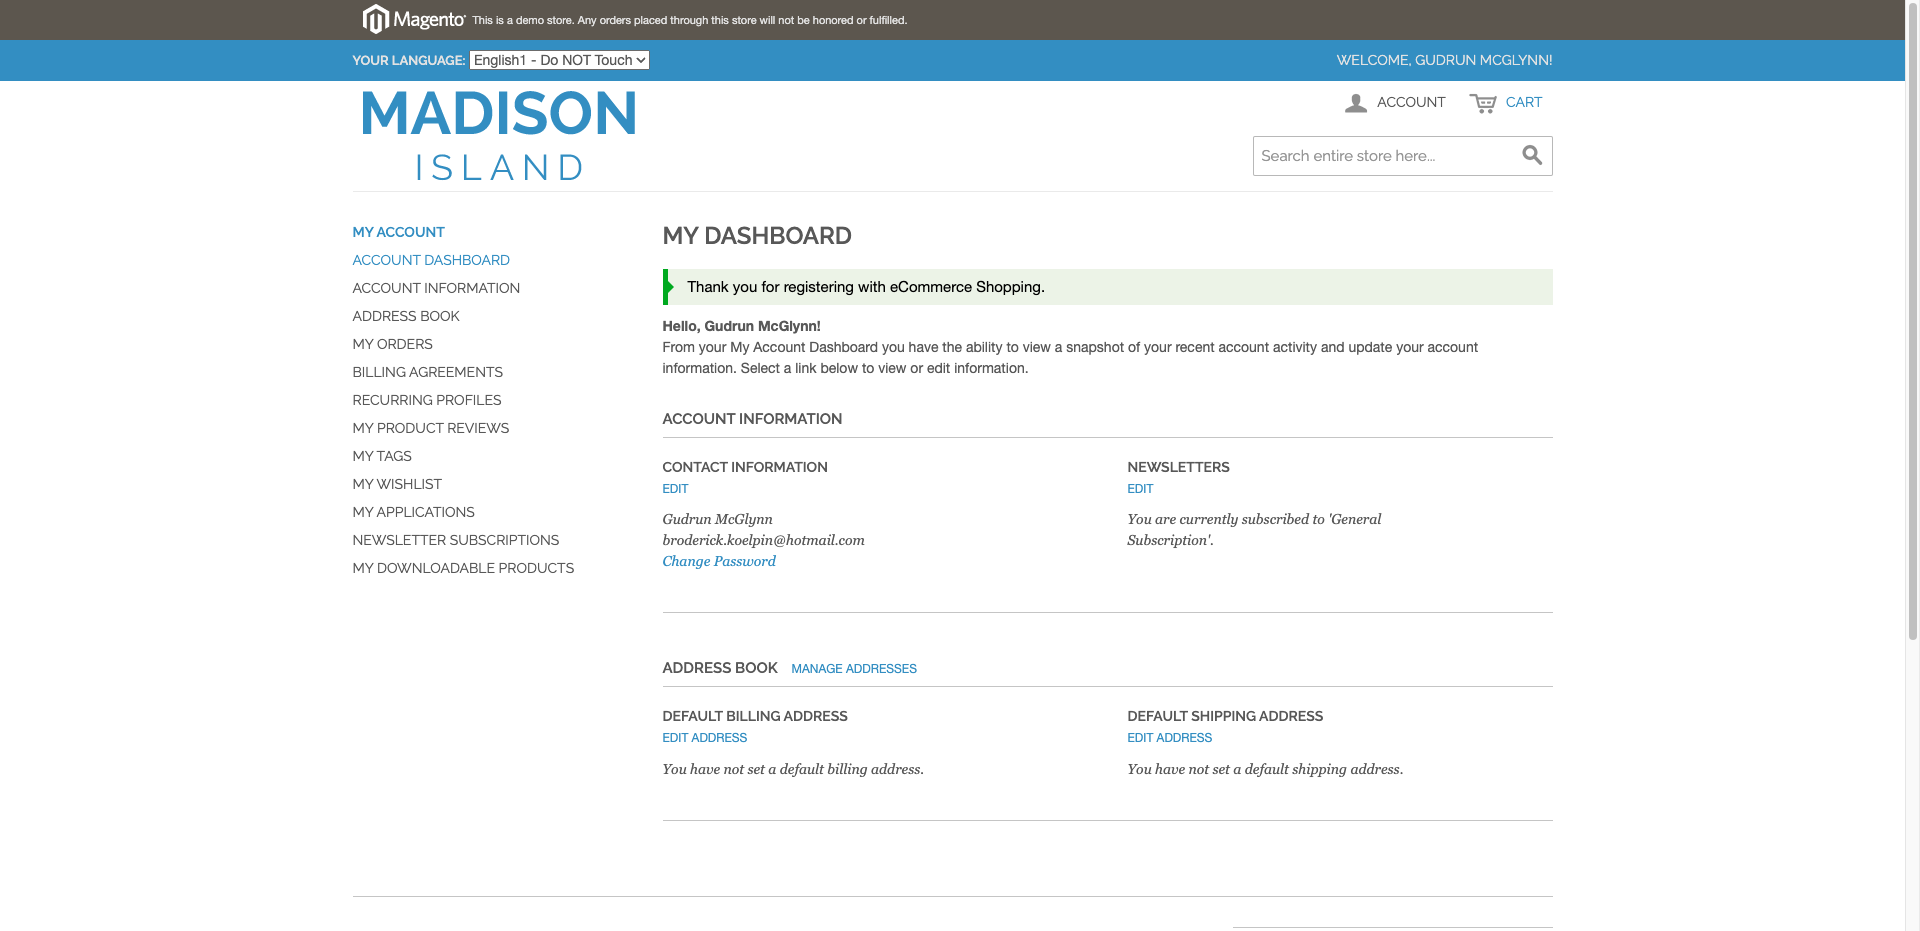 Magento
This is a demo store. Any orders placed through this store will not be honored or fulfilled.
YOUR LANGUAGE: English1 - Do NOT Touch
WELCOME, GUDRUN MCGLYNN!
MADISON
ISLAND
ACCOUNT
CART
Search entire store here...
MY ACCOUNT
ACCOUNT DASHBOARD
ACCOUNT INFORMATION
ADDRESS BOOK
MY ORDERS
BILLING AGREEMENTS
RECURRING PROFILES
MY PRODUCT REVIEWS
MY TAGS
MY WISHLIST
MY APPLICATIONS
NEWSLETTER SUBSCRIPTIONS
MY DOWNLOADABLE PRODUCTS
MY DASHBOARD
Thank you for registering with eCommerce Shopping.
Hello, Gudrun McGlynn!
From your My Account Dashboard you have the ability to view a snapshot of your recent account activity and update your account
information. Select a link below to view or edit information.
ACCOUNT INFORMATION
CONTACT INFORMATION
EDIT
Gudrun McGlynn
broderick.koelpin@hotmail.com
Change Password
NEWSLETTERS
EDIT
You are currently subscribed to 'General
Subscription'.
ADDRESS BOOK MANAGE ADDRESSES
DEFAULT BILLING ADDRESS
EDIT ADDRESS
You have not set a default billing address.
DEFAULT SHIPPING ADDRESS
EDIT ADDRESS
You have not set a default shipping address.